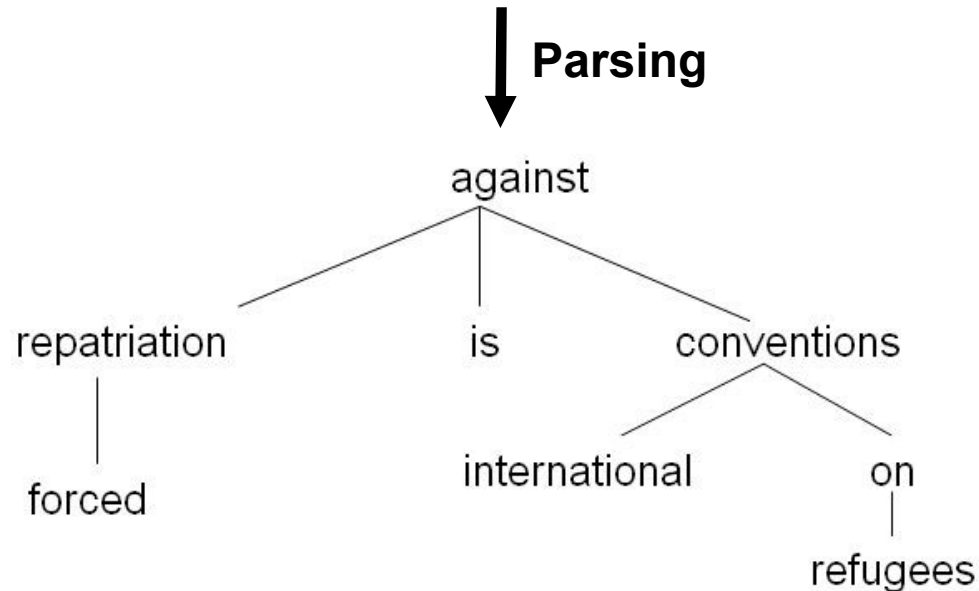 Parsing
against
repatriation is conventions
forced international on
refugees